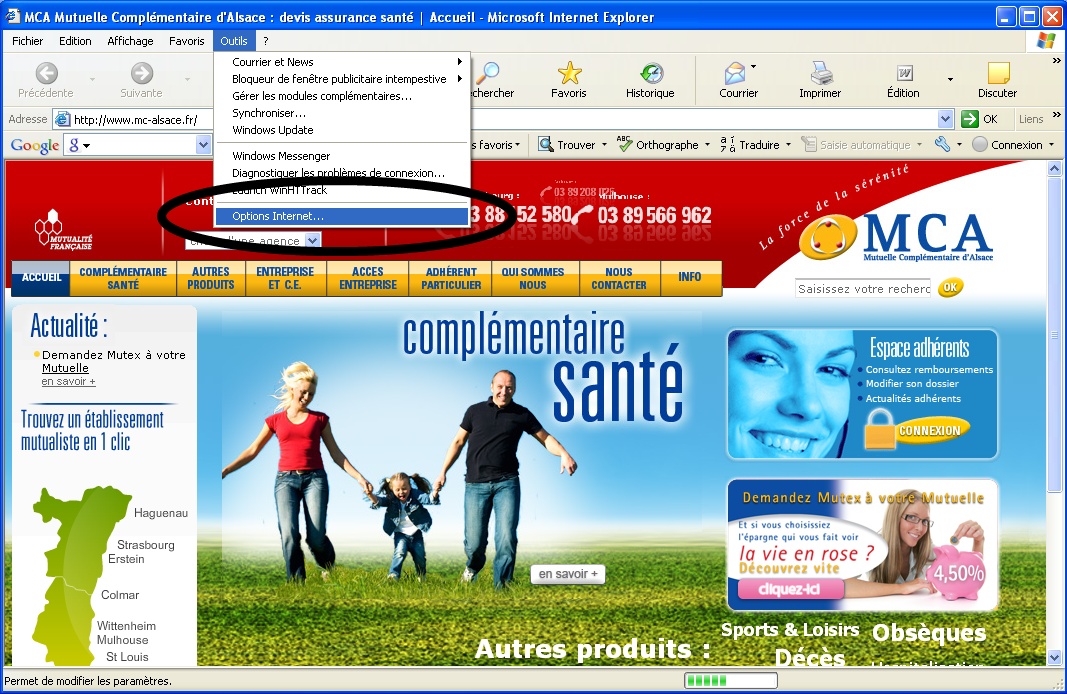 MCA Mutuelle Complémentaire d'Alsace : devis assurance santé | Accueil - Microsoft Internet Explorer
Fichier Edition Affichage Favoris Outils ?
Courrier et News
Bloqueur de fenêtre publicitaire intempestive
Gérer les modules complémentaires...
Synchroniser...
Windows Update
Windows Messenger
Diagnostiquer les problèmes de connexion...
Launch WinHTTrack
Options Internet...
Précédente Suivante Favoris Historique Courrier Imprimer Édition Discuter
Adresse http://www.mc-alsace.fr/ OK Liens
Google Trouver Orthographe Traduire Saisie automatique Connexion
MUTUALITÉ
FRANÇAISE
d'une agence
03 89 208
Mulhouse :
52 580 03 89 566 962
La force de la sérénité
MCA
Mutuelle Complémentaire d'Alsace
Saisissez votre recherc OK
ACCUEIL
COMPLÉMENTAIRE SANTÉ
AUTRES PRODUITS
ENTREPRISE ET C.E.
ACCES ENTREPRISE
ADHÉRENT PARTICULIER
QUI SOMMES NOUS
NOUS CONTACTER
INFO
Actualité :
Demandez Mutex à votre
Mutuelle
en savoir +
Trouvez un établissement
mutualiste en 1 clic
Haguenau
Strasbourg
Erstein
Colmar
Wittenheim
Mulhouse
St Louis
complémentaire
santé
en savoir +
Espace adhérents
Consultez remboursements
Modifier son dossier
Actualités adhérents
CONNEXION
Demandez Mutex à votre Mutuelle
Et si vous choisissiez
l'épargne qui vous fait voir
la vie en rose ?
Découvrez vite
cliquez-ici
4,50%
Autres produits :
Sports & Loisirs Obsèques
Décès Hospitalisation
Permet de modifier les paramètres.